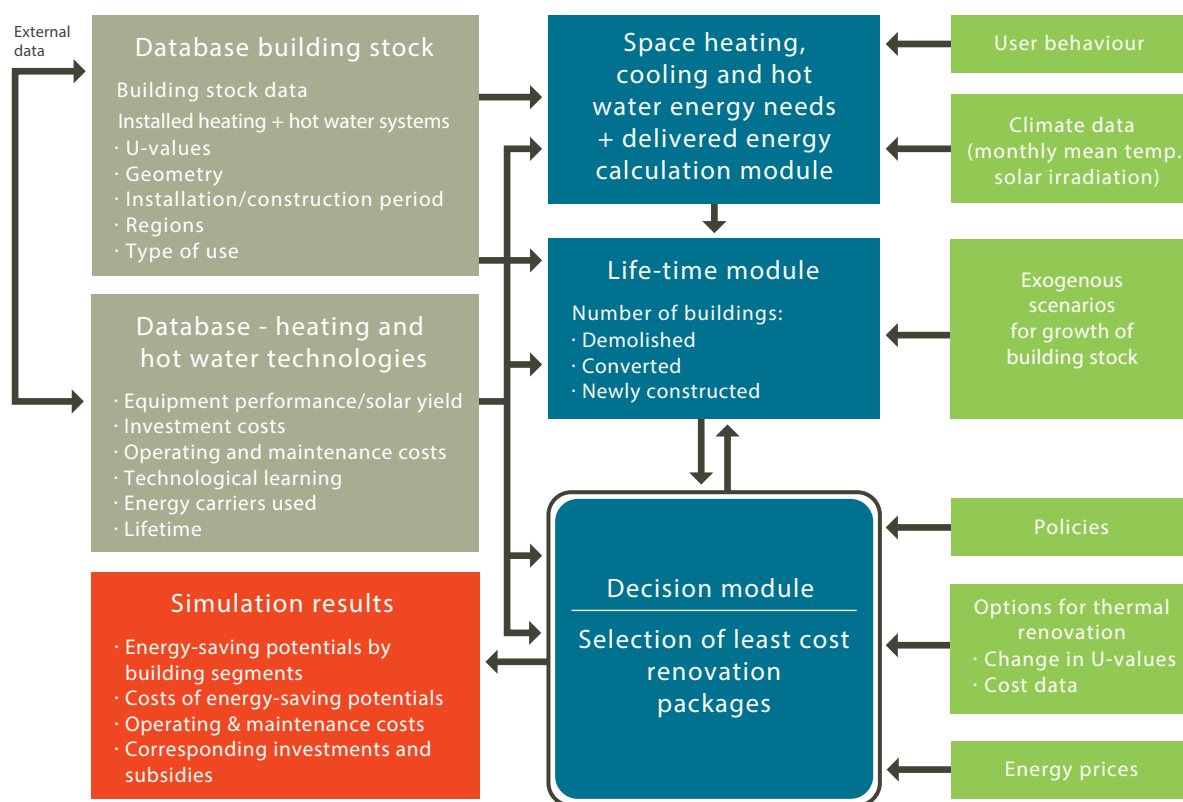 External
data
Database building stock
Building stock data
Installed heating + hot water systems
· U-values
· Geometry
· Installation/construction period
· Regions
· Type of use
Database - heating and
hot water technologies
· Equipment performance/solar yield
· Investment costs
· Operating and maintenance costs
· Technological learning
· Energy carriers used
· Lifetime
Simulation results
· Energy-saving potentials by
building segments
· Costs of energy-saving potentials
· Operating & maintenance costs
· Corresponding investments and
subsidies
Space heating,
cooling and hot
water energy needs
+ delivered energy
calculation module
Life-time module
Number of buildings:
· Demolished
· Converted
· Newly constructed
Decision module
Selection of least cost
renovation
packages
User behaviour
Climate data
(monthly mean temp..
solar irradiation)
Exogenous
scenarios
for growth of
building stock
Policies
Options for thermal
renovation
· Change in U-values
· Cost data
Energy prices